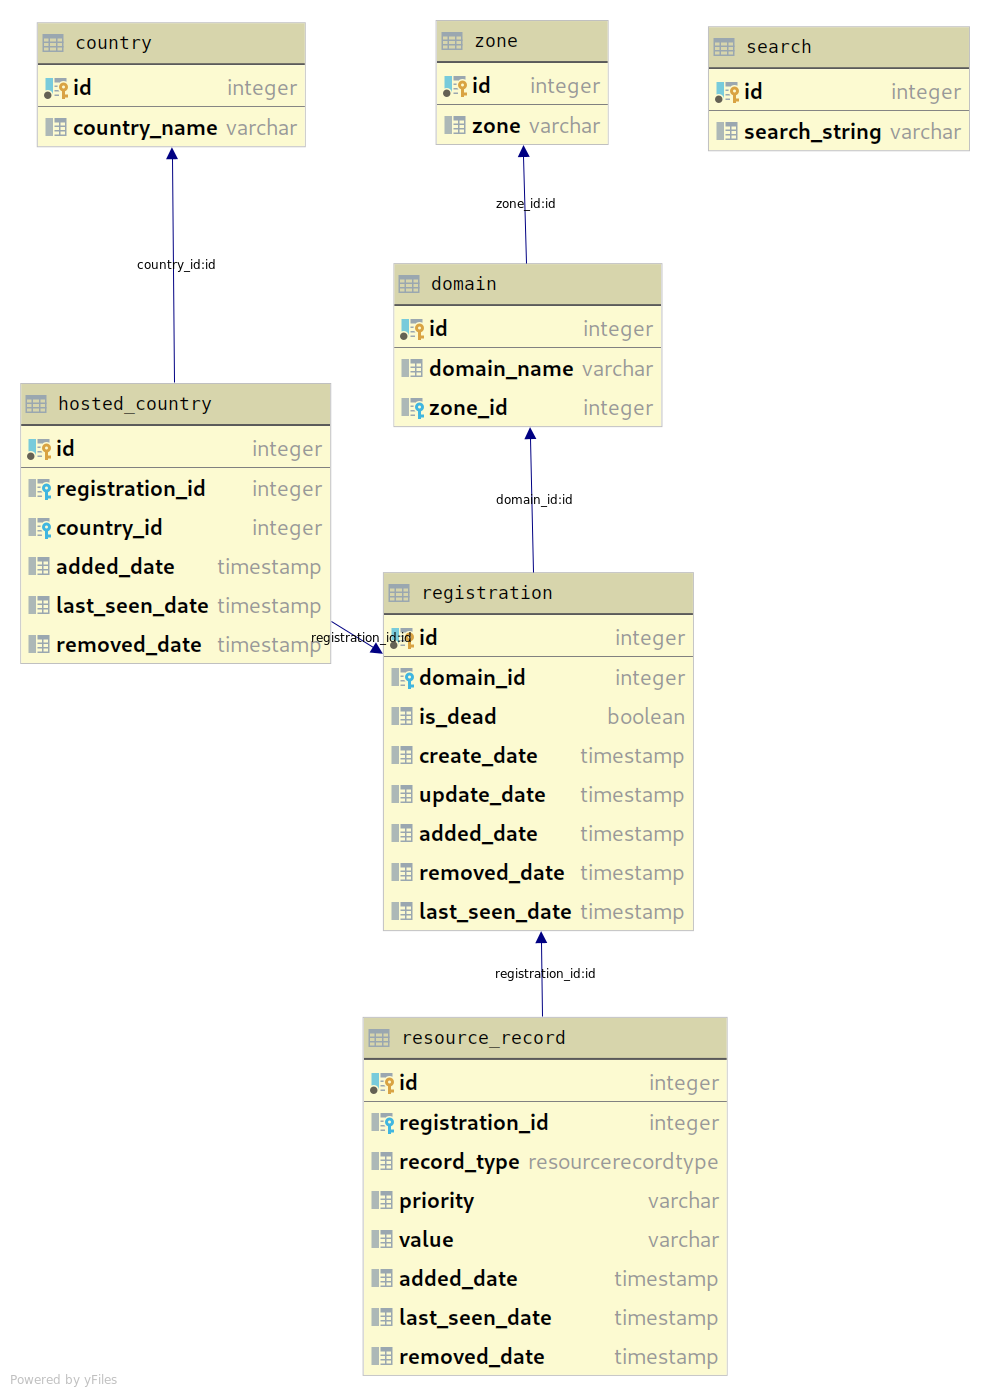 country
id integer
country_name varchar
zone
id integer
zone varchar
search
id integer
search_string varchar
zone_id:id
country_id:id
domain
id integer
domain_name varchar
zone_id integer
hosted_country
id integer
registration_id integer
country_id integer
added_date timestamp
last_seen_date timestamp
removed_date timestamp
domain_id:id
registration_id:id
registration
id integer
domain_id integer
is_dead boolean
create_date timestamp
update_date timestamp
added_date timestamp
removed_date timestamp
last_seen_date timestamp
registration_id:id
resource_record
id integer
registration_id integer
record_type resourcerecordtype
priority varchar
value varchar
added_date timestamp
last_seen_date timestamp
removed_date timestamp
Powered by yFiles